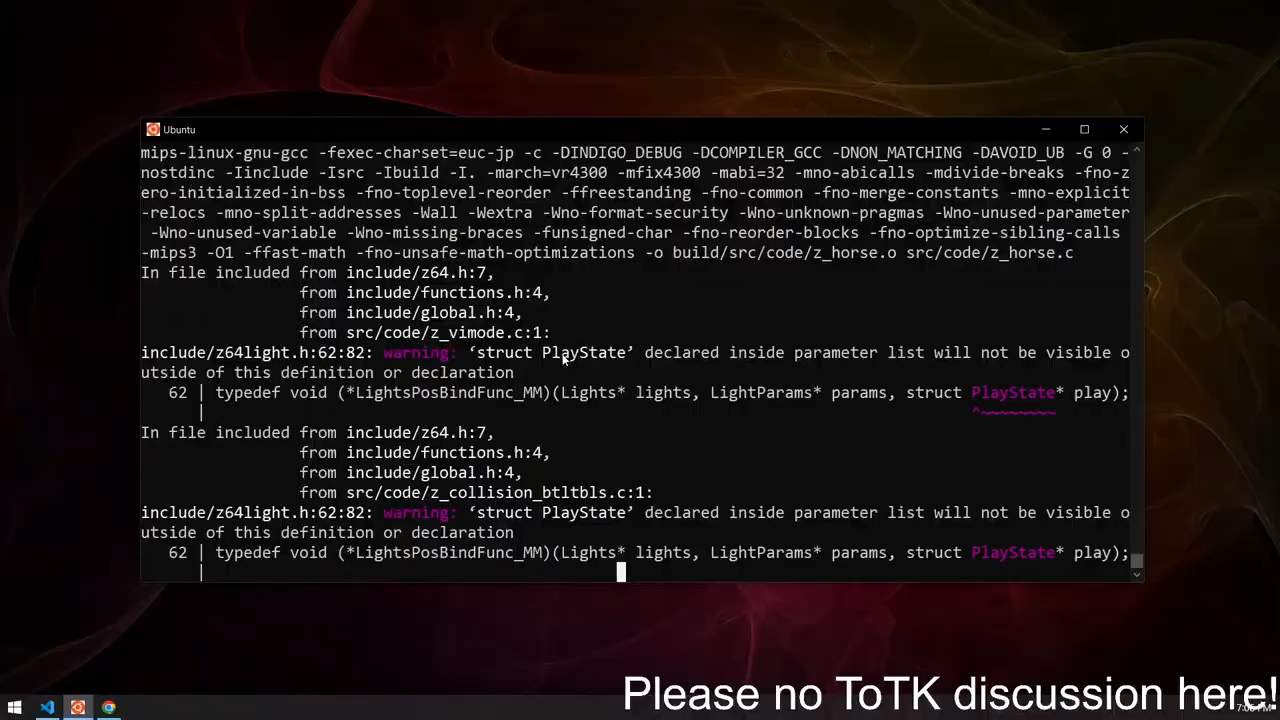 Ubuntu
mips-linux-gnu-gcc -fexec-charset=euc-jp -c -DINDIGO_DEBUG -DCOMPILER_GCC -DNON_MATCHING -DAVOID_UB -G 0 -
nostdinc -Iinclude -Isrc -Ibuild -I. -march=vr4300 -mfix4300 -mabi=32 -mno-abicalls -mdivide-breaks -fno-z
ero-initialized-in-bss -fno-toplevel-reorder -ffreestanding -fno-common -fno-merge-constants -mno-explicit
-relocs -mno-split-addresses -Wall -Wextra -Wno-format-security -Wno-unknown-pragmas -Wno-unused-parameter
-Wno-unused-variable -Wno-missing-braces -funsigned-char -fno-reorder-blocks -fno-optimize-sibling-calls
-mips3 -O1 -ffast-math -fno-unsafe-math-optimizations -o build/src/code/z_horse.o src/code/z_horse.c
In file included from include/z64.h:7,
from include/functions.h:4,
from include/global.h:4,
from src/code/z_vimode.c:1:
include/z64light.h:62:82: warning: ‘struct PlayState’ declared inside parameter list will not be visible o
utside of this definition or declaration
62 | typedef void (*LightsPosBindFunc_MM)(Lights* lights, LightParams* params, struct PlayState* play);
| ^~~~~~~~~
In file included from include/z64.h:7,
from include/functions.h:4,
from include/global.h:4,
from src/code/z_collision_btltbls.c:1:
include/z64light.h:62:82: warning: ‘struct PlayState’ declared inside parameter list will not be visible o
utside of this definition or declaration
62 | typedef void (*LightsPosBindFunc_MM)(Lights* lights, LightParams* params, struct PlayState* play);
|
Please no ToTK discussion here!